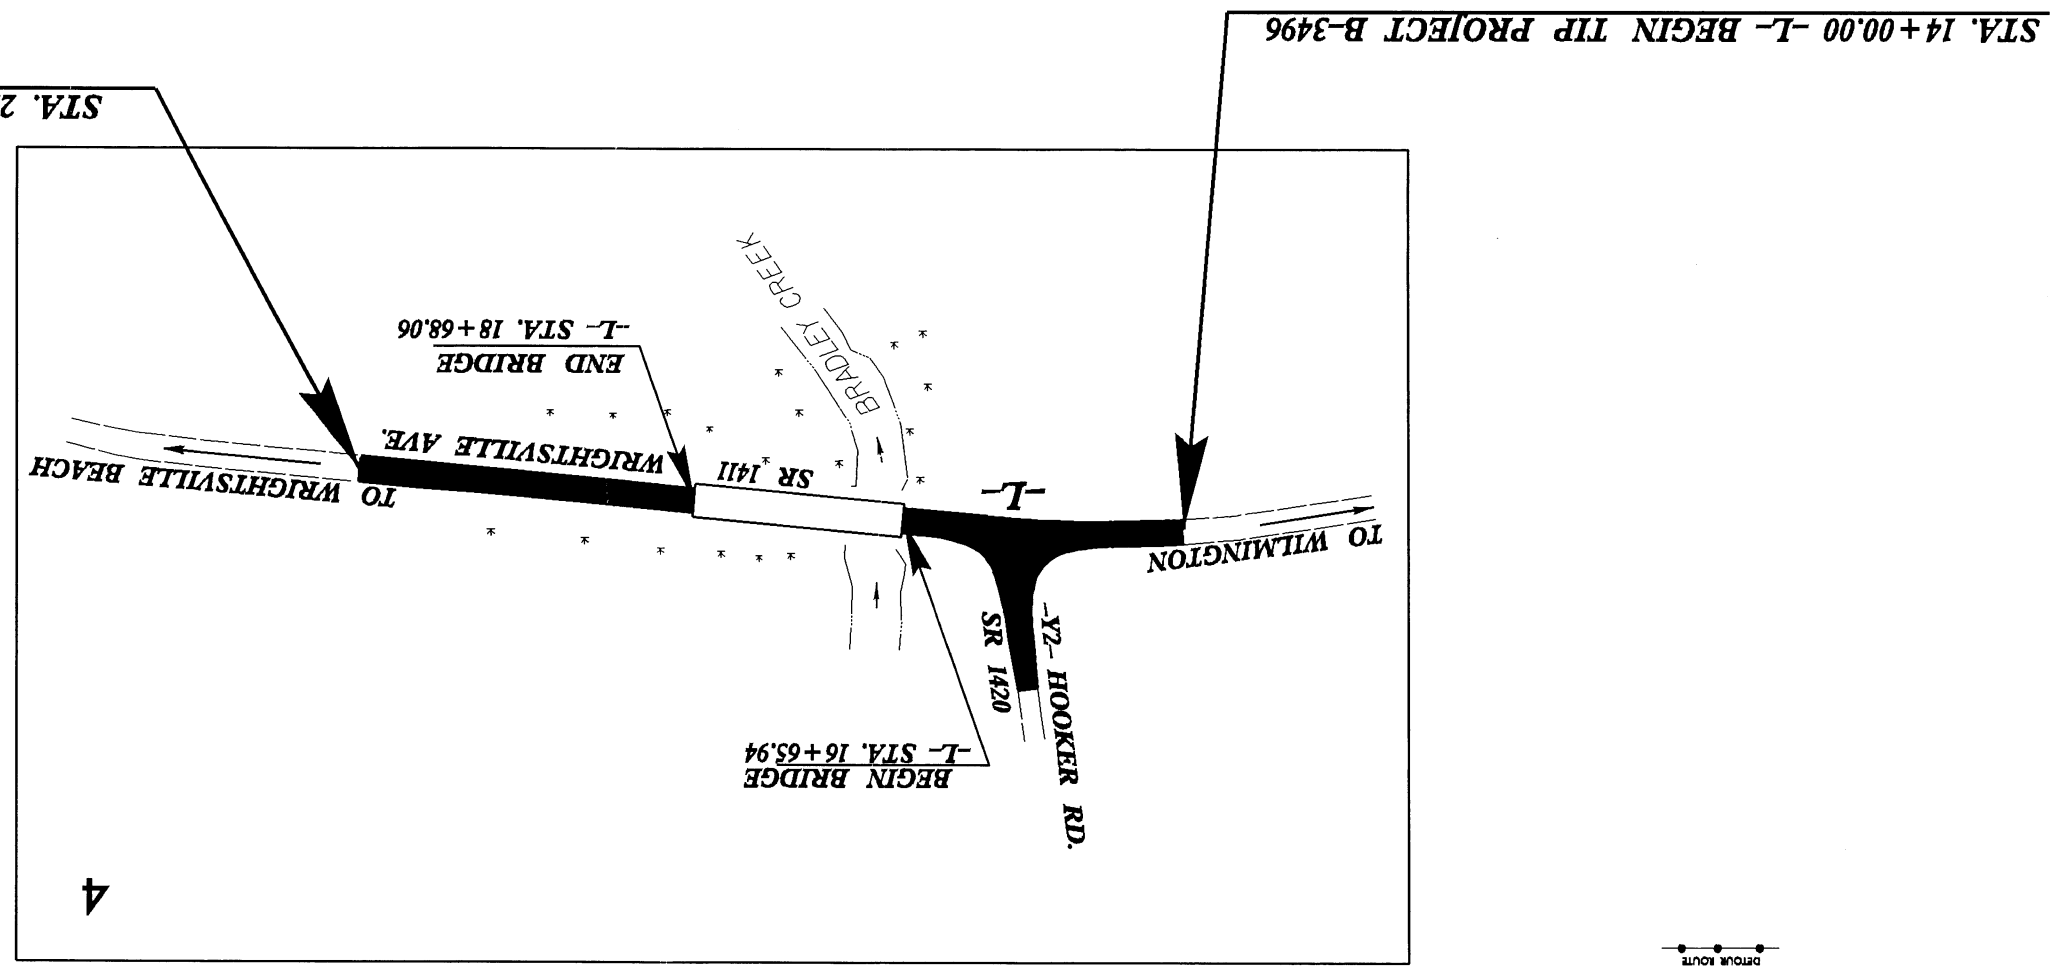 DETOUR ROUTE
4
BEGIN BRIDGE
-L- STA. 16+65.94
-Y2- HOOKER RD.
SR 1420
TO WILMINGTON
-L-
SR 1411
WRIGHTSVILLE AVE.
TO WRIGHTSVILLE BEACH
END BRIDGE
-L- STA. 18+68.06
BRADLEY CREEK
STA. 14+00.00 -L- BEGIN TIP PROJECT B-3496
STA. 2